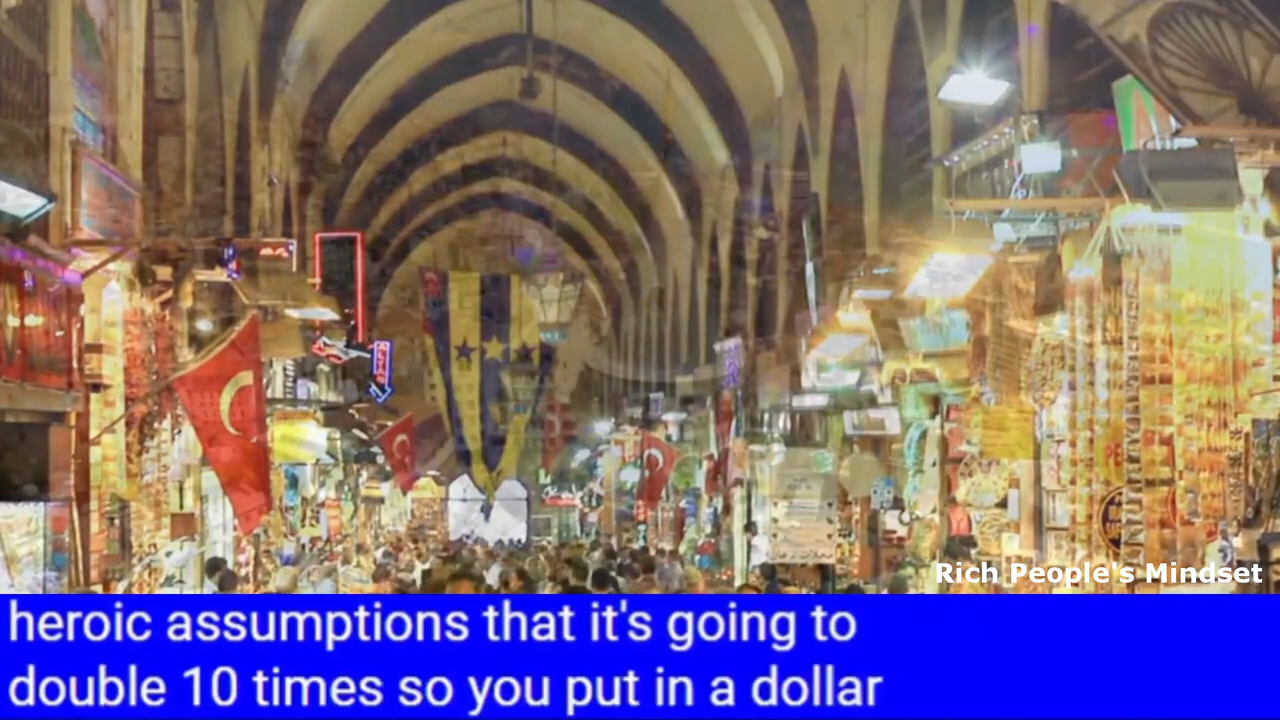 Rich People's Mindset
heroic assumptions that it's going to
double 10 times so you put in a dollar